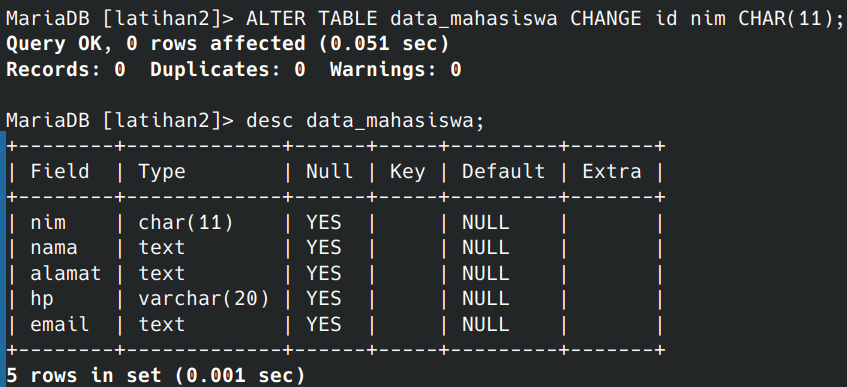 MariaDB [latihan2]> ALTER TABLE data_mahasiswa CHANGE id nim CHAR(11);
Query OK, 0 rows affected (0.051 sec)
Records: 0  Duplicates: 0  Warnings: 0

MariaDB [latihan2]> desc data_mahasiswa;
+---------+-------------+------+-----+---------+-------+
| Field   | Type        | Null | Key | Default | Extra |
+---------+-------------+------+-----+---------+-------+
| nim     | char(11)    | YES  |     | NULL    |       |
| nama    | text        | YES  |     | NULL    |       |
| alamat  | text        | YES  |     | NULL    |       |
| hp      | varchar(20) | YES  |     | NULL    |       |
| email   | text        | YES  |     | NULL    |       |
+---------+-------------+------+-----+---------+-------+
5 rows in set (0.001 sec)